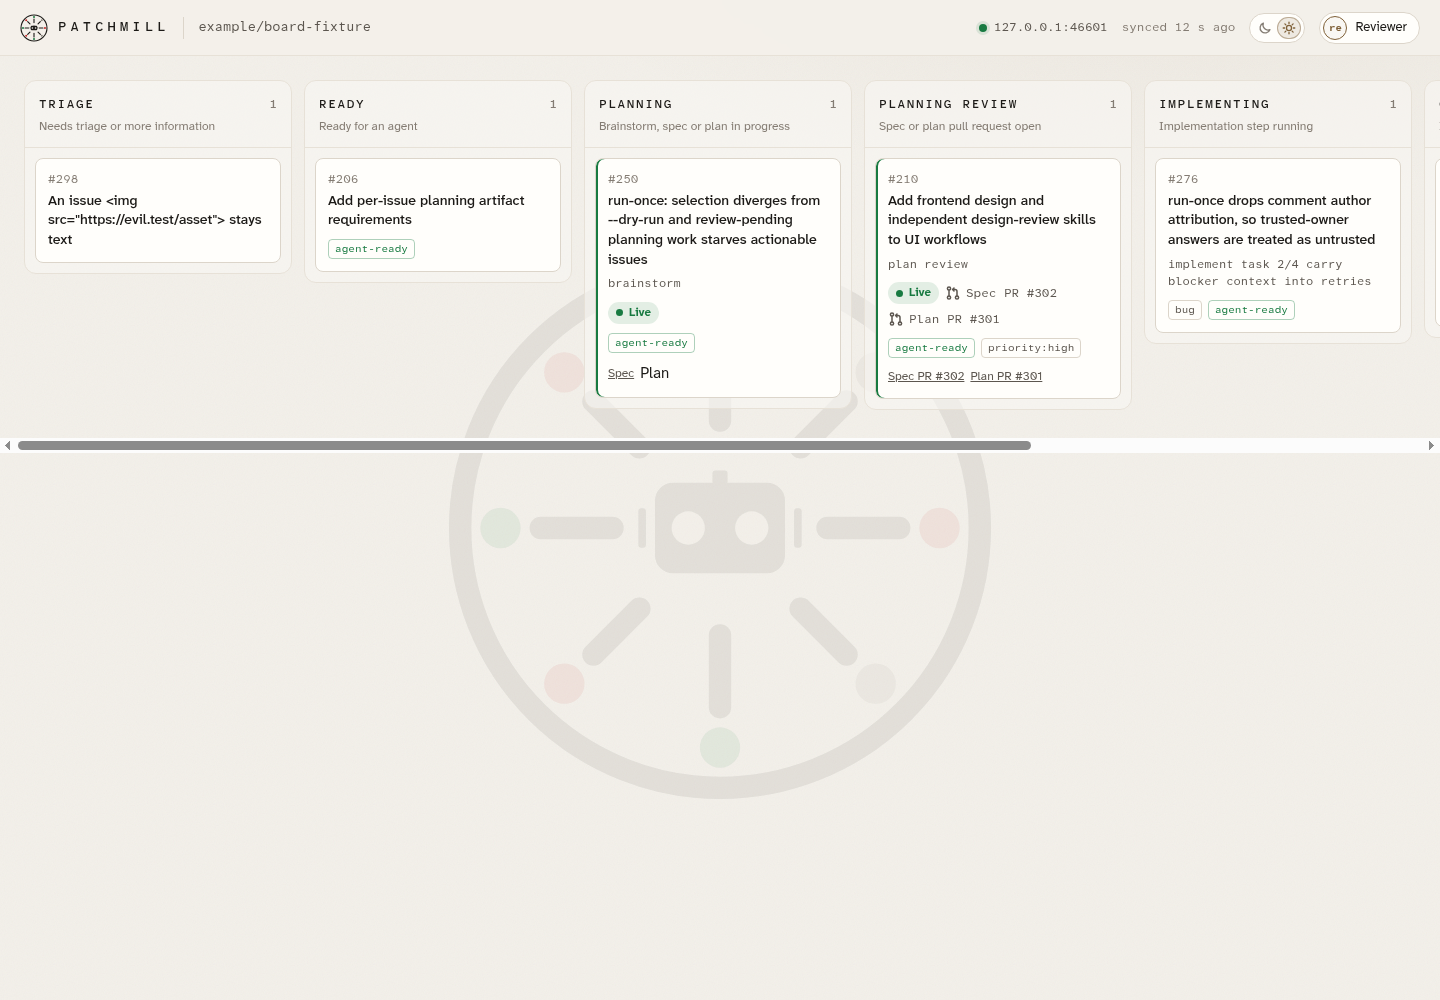 PATCHMILL
example/board-fixture
127.0.0.1:46601
synced 12 s ago
re
Reviewer
TRIAGE
1
Needs triage or more information
#298
An issue <img
src="https://evil.test/asset"> stays
text
READY
1
Ready for an agent
#206
Add per-issue planning artifact
requirements
agent-ready
PLANNING
1
Brainstorm, spec or plan in progress
#250
run-once: selection diverges from
--dry-run and review-pending
planning work starves actionable
issues
brainstorm
Live
agent-ready
Spec Plan
PLANNING REVIEW
1
Spec or plan pull request open
#210
Add frontend design and
independent design-review skills
to UI workflows
plan review
Live Spec PR #302
Plan PR #301
agent-ready priority:high
Spec PR #302 Plan PR #301
IMPLEMENTING
1
Implementation step running
#276
run-once drops comment author
attribution, so trusted-owner
answers are treated as untrusted
implement task 2/4 carry
blocker context into retries
bug agent-ready